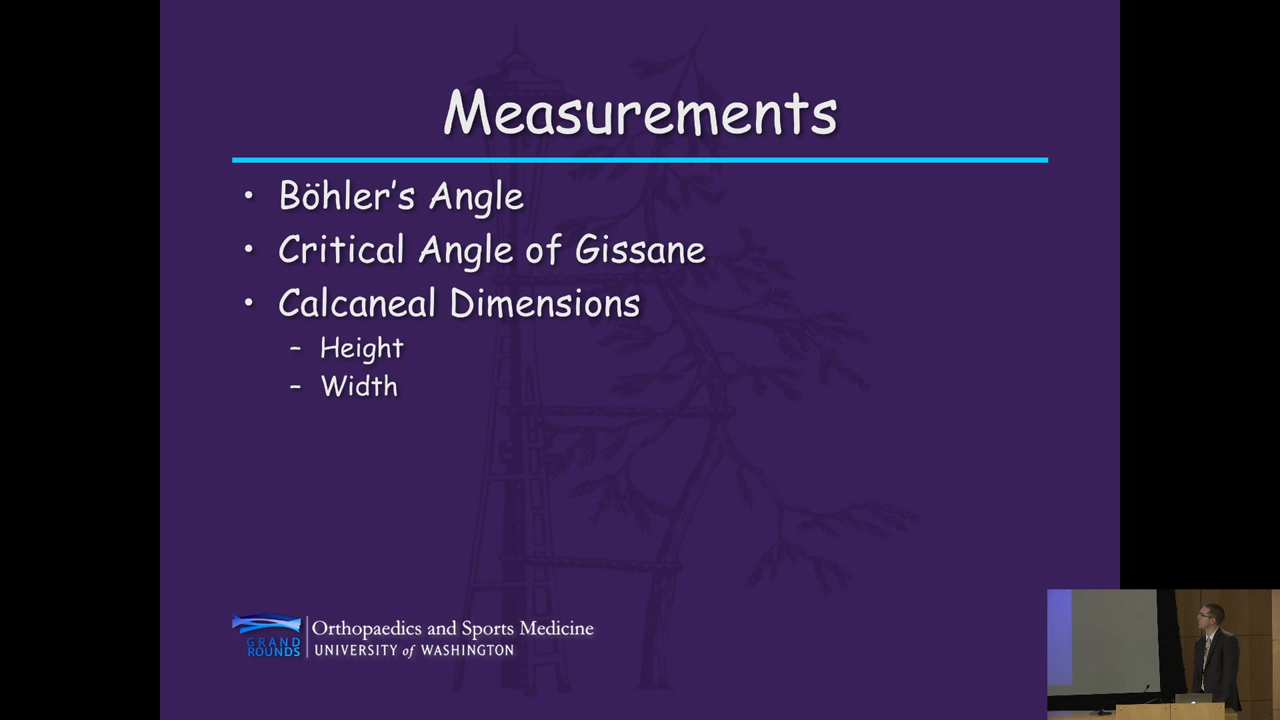 Measurements
• Böhler's Angle
• Critical Angle of Gissane
• Calcaneal Dimensions
– Height
– Width
GRAND ROUNDS
Orthopaedics and Sports Medicine
UNIVERSITY of WASHINGTON